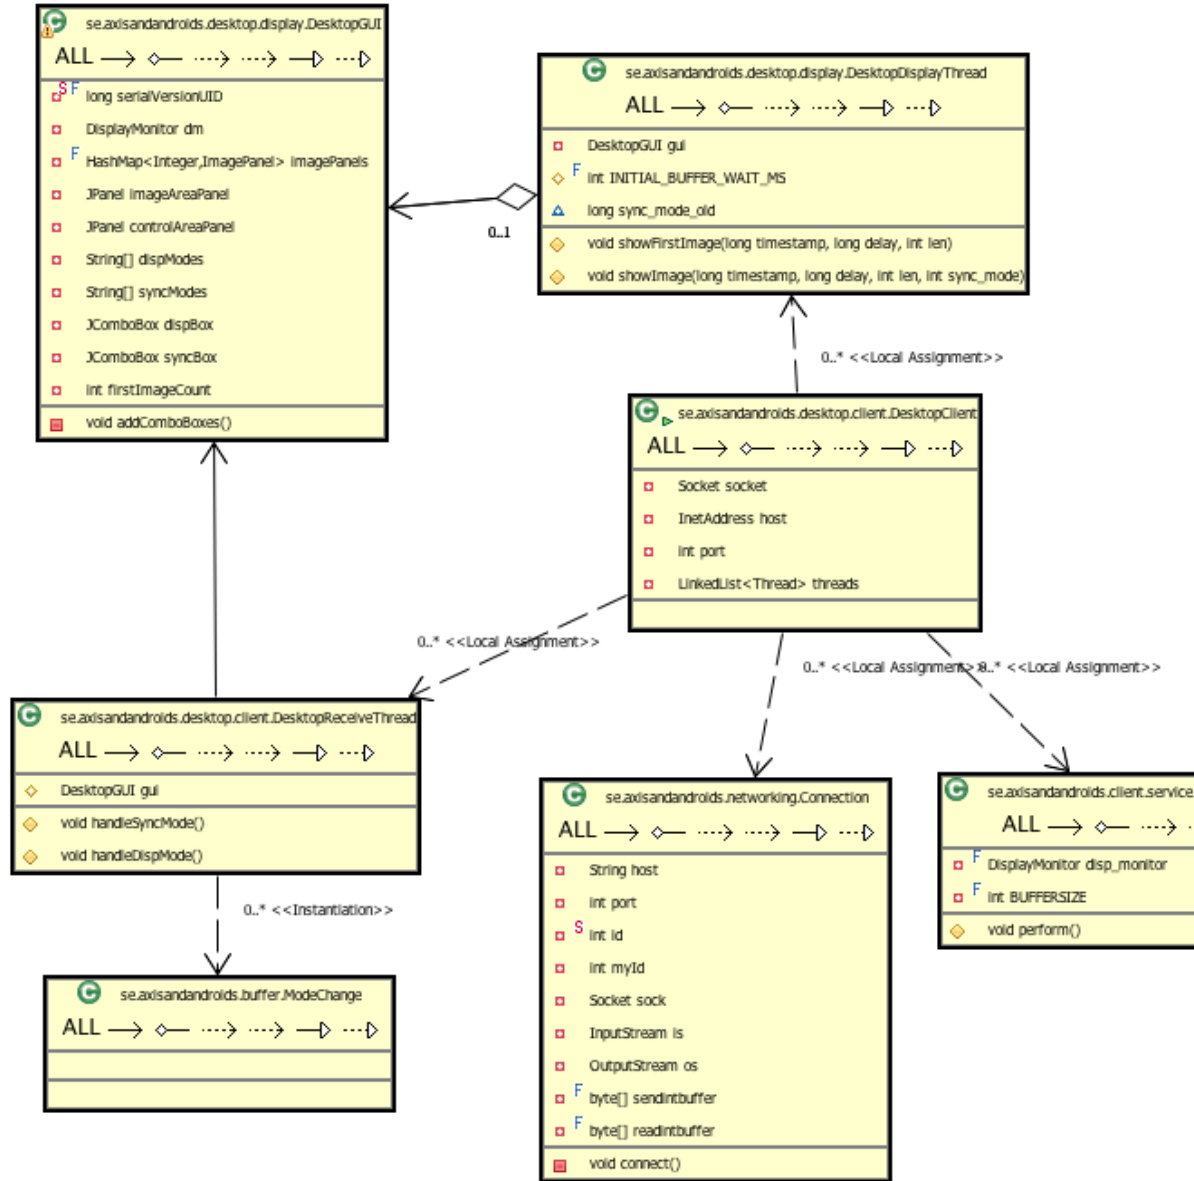 se.axisandandroids.desktop.display.DesktopGUI
ALL
S F long serialVersionUID
DisplayMonitor dm
F HashMap<Integer,ImagePanel> imagePanels
JPanel imageAreaPanel
JPanel controlAreaPanel
String[] dispModes
String[] syncModes
JComboBox dispBox
JComboBox syncBox
int firstImageCount
void addComboBoxes()
C se.axisandandroids.desktop.display.DesktopDisplayThread
ALL
DesktopGUI gui
F int INITIAL_BUFFER_WAIT_MS
long sync_mode_old
void showFirstImage(long timestamp, long delay, int len)
void showImage(long timestamp, long delay, int len, int sync_mode)
0..1
0..* <<Local Assignment>>
C se.axisandandroids.desktop.client.DesktopClient
ALL
Socket socket
InetAddress host
int port
LinkedList<Thread> threads
0..* <<Local Assignment>>
0..* <<Local Assignment>>
0..* <<Local Assignment>>
C se.axisandandroids.desktop.client.DesktopReceiveThread
ALL
DesktopGUI gui
void handleSyncMode()
void handleDispMode()
0..* <<Instantiation>>
C se.axisandandroids.buffer.ModeChange
ALL
C se.axisandandroids.networking.Connection
ALL
String host
int port
S int id
int myId
Socket sock
InputStream is
OutputStream os
F byte[] sendintbuffer
F byte[] readintbuffer
void connect()
C se.axisandandroids.client.service.
ALL
F DisplayMonitor disp_monitor
F int BUFFERSIZE
void perform()